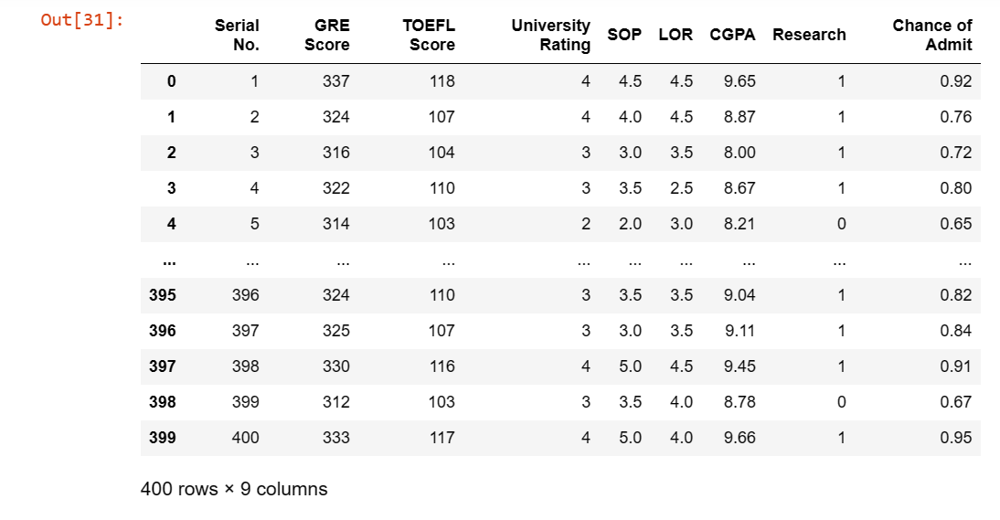 Out[31]:
Serial No. GRE Score TOEFL Score University Rating SOP LOR CGPA Research Chance of Admit
0 1 337 118 4 4.5 4.5 9.65 1 0.92
1 2 324 107 4 4.0 4.5 8.87 1 0.76
2 3 316 104 3 3.0 3.5 8.00 1 0.72
3 4 322 110 3 3.5 2.5 8.67 1 0.80
4 5 314 103 2 2.0 3.0 8.21 0 0.65
... ... ... ... ... ... ... ... ... ...
395 396 324 110 3 3.5 3.5 9.04 1 0.82
396 397 325 107 3 3.0 3.5 9.11 1 0.84
397 398 330 116 4 5.0 4.5 9.45 1 0.91
398 399 312 103 3 3.5 4.0 8.78 0 0.67
399 400 333 117 4 5.0 4.0 9.66 1 0.95
400 rows × 9 columns